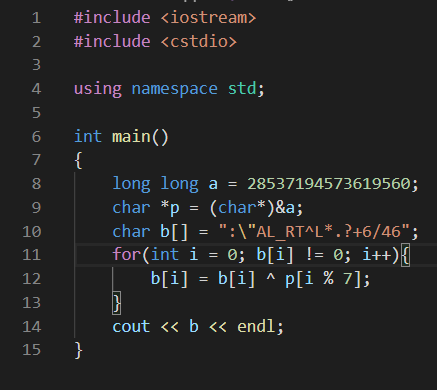 1 #include <iostream>
2 #include <cstdio>
3
4 using namespace std;
5
6 int main()
7 {
8 long long a = 28537194573619560;
9 char *p = (char*)&a;
10 char b[] = ":\"AL_RT^L*.?+6/46";
11 for(int i = 0; b[i] != 0; i++){
12 b[i] = b[i] ^ p[i % 7];
13 }
14 cout << b << endl;
15 }